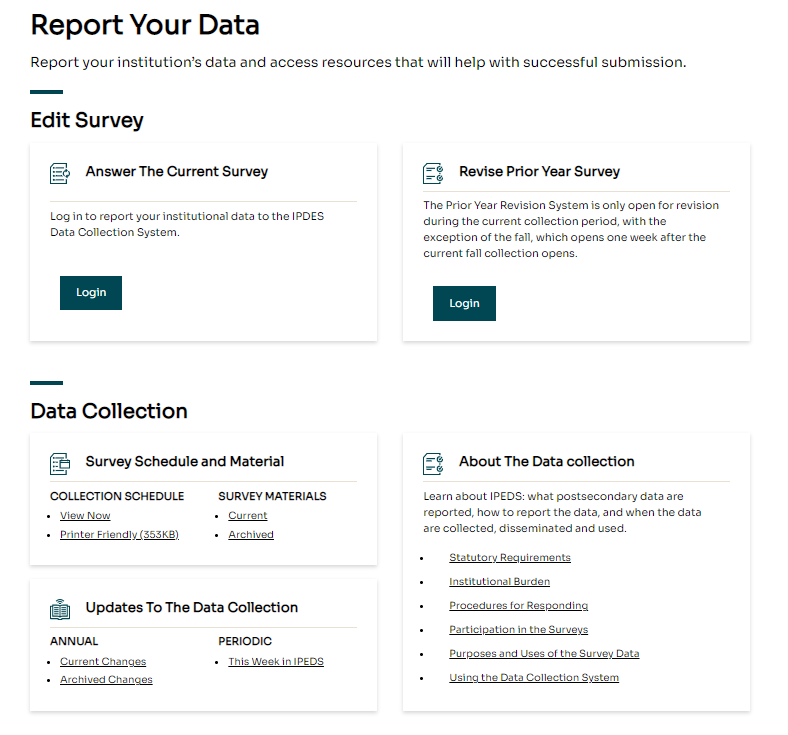 Report Your Data
Report your institution's data and access resources that will help with successful submission.
Edit Survey
Answer The Current Survey
Log in to report your institutional data to the IPDES
Data Collection System.
Login
Revise Prior Year Survey
The Prior Year Revision System is only open for revision
during the current collection period, with the
exception of the fall, which opens one week after the
current fall collection opens.
Login
Data Collection
Survey Schedule and Material
COLLECTION SCHEDULE
• View Now
• Printer Friendly (353KB)
SURVEY MATERIALS
• Current
• Archived
Updates To The Data Collection
ANNUAL
• Current Changes
• Archived Changes
PERIODIC
• This Week in IPEDS
About The Data collection
Learn about IPEDS: what postsecondary data are
reported, how to report the data, and when the data
are collected, disseminated and used.
• Statutory Requirements
• Institutional Burden
• Procedures for Responding
• Participation in the Surveys
• Purposes and Uses of the Survey Data
• Using the Data Collection System